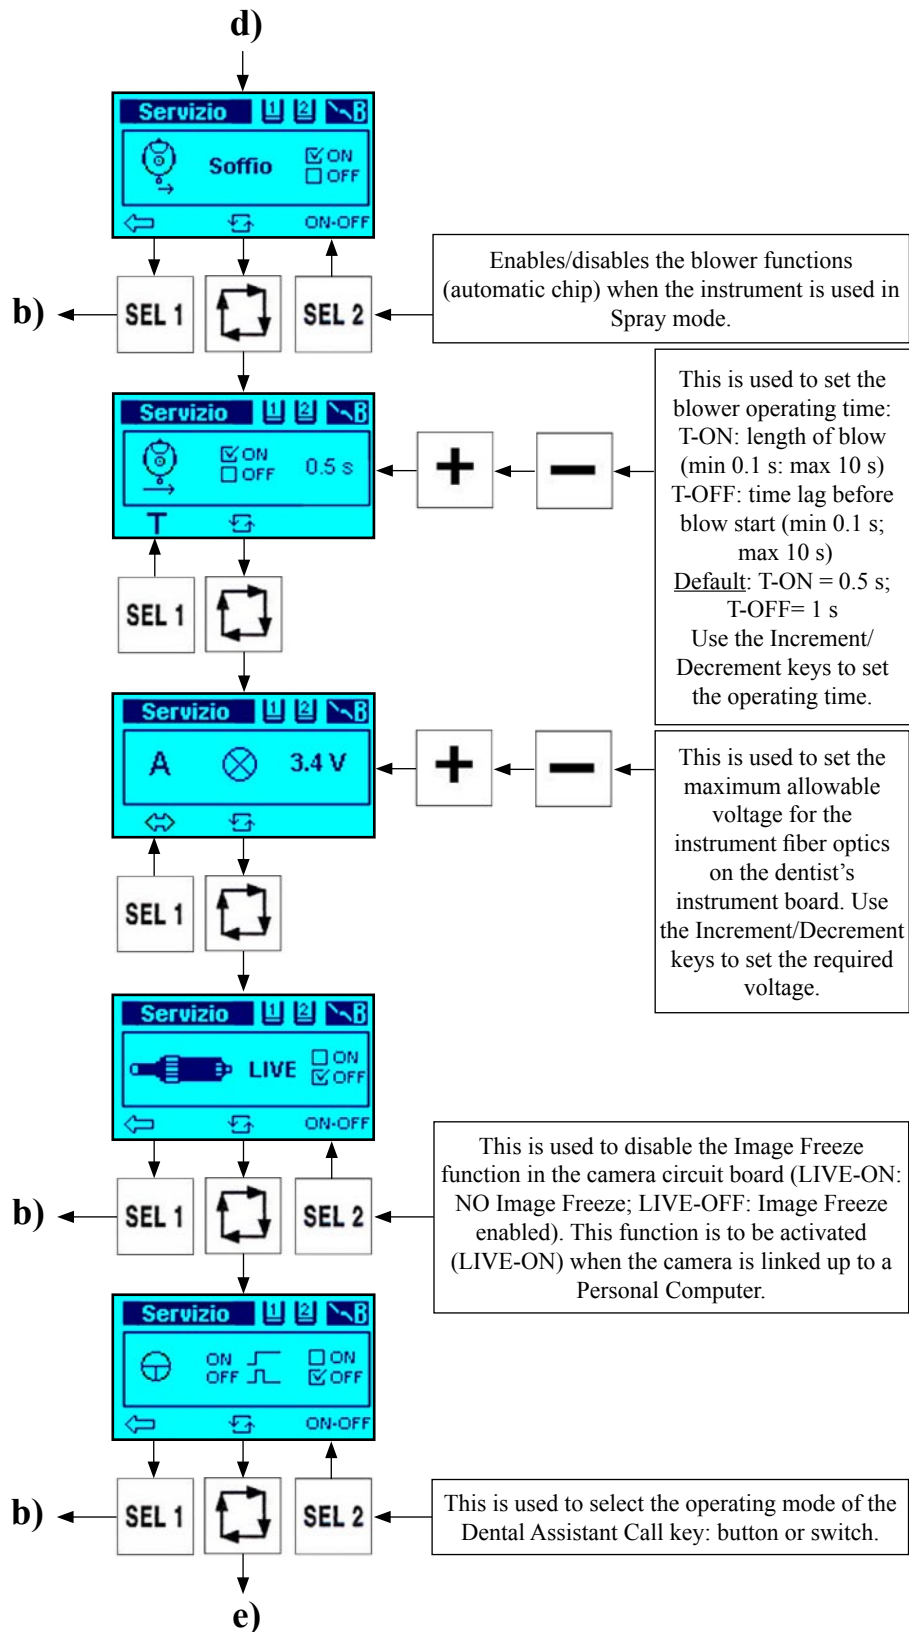 d)
Servizio 1 2 B
Soffio ON
OFF
ON-OFF
b) SEL 1 SEL 2
Enables/disables the blower functions
(automatic chip) when the instrument is used in
Spray mode.
Servizio 1 2 B
ON
OFF
0.5 s
T
+ −
SEL 1
This is used to set the
blower operating time:
T-ON: length of blow
(min 0.1 s: max 10 s)
T-OFF: time lag before
blow start (min 0.1 s;
max 10 s)
Default: T-ON = 0.5 s;
T-OFF= 1 s
Use the Increment/
Decrement keys to set
the operating time.
Servizio 1 2 B
A 3.4 V
+ −
SEL 1
This is used to set the
maximum allowable
voltage for the
instrument fiber optics
on the dentist’s
instrument board. Use
the Increment/Decrement
keys to set the required
voltage.
Servizio 1 2 B
LIVE ON
OFF
ON-OFF
b) SEL 1 SEL 2
This is used to disable the Image Freeze
function in the camera circuit board (LIVE-ON:
NO Image Freeze; LIVE-OFF: Image Freeze
enabled). This function is to be activated
(LIVE-ON) when the camera is linked up to a
Personal Computer.
Servizio 1 2 B
ON ON
OFF OFF
ON-OFF
b) SEL 1 SEL 2
This is used to select the operating mode of the
Dental Assistant Call key: button or switch.
e)